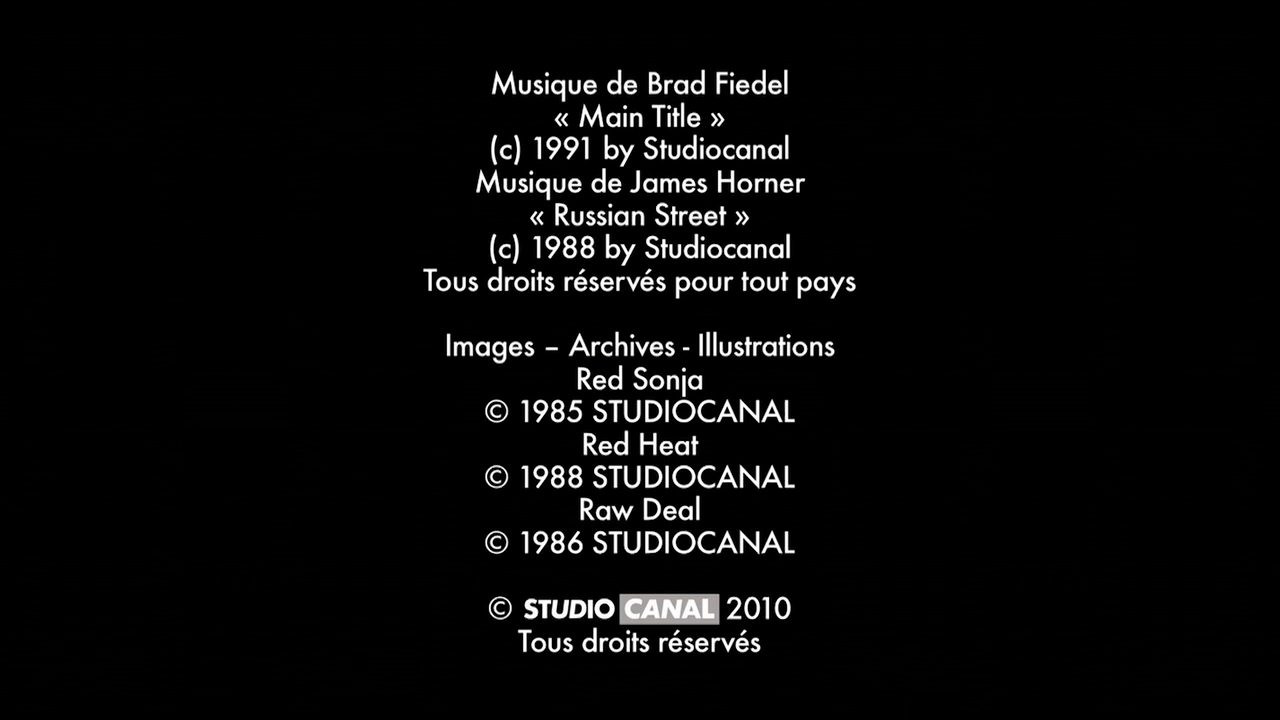 Musique de Brad Fiedel
« Main Title »
(c) 1991 by Studiocanal
Musique de James Horner
« Russian Street »
(c) 1988 by Studiocanal
Tous droits réservés pour tout pays
Images – Archives - Illustrations
Red Sonja
© 1985 STUDIOCANAL
Red Heat
© 1988 STUDIOCANAL
Raw Deal
© 1986 STUDIOCANAL
© STUDIO CANAL 2010
Tous droits réservés